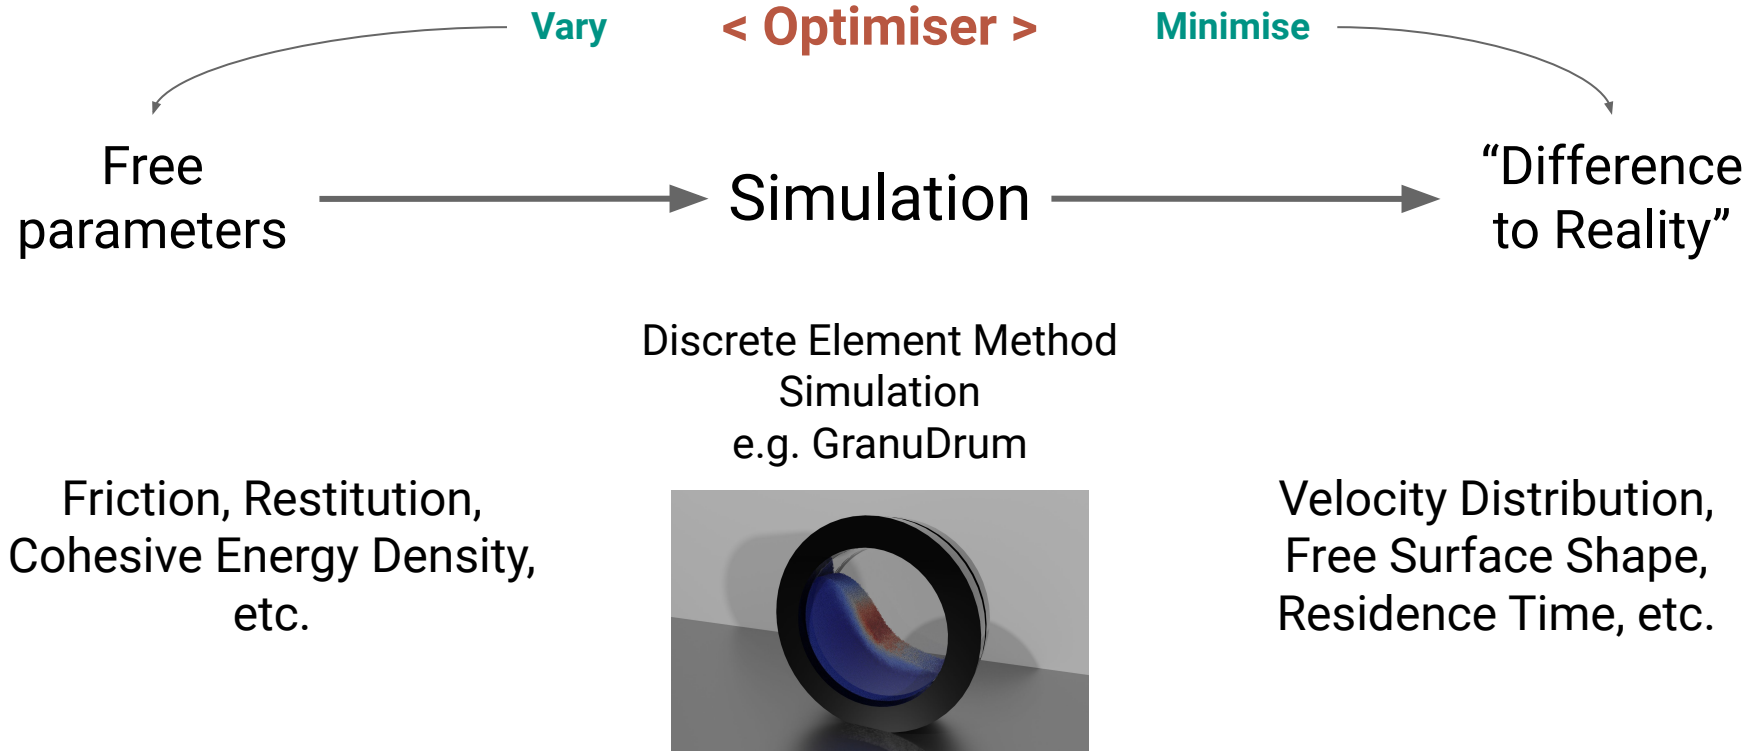 Vary < Optimiser > Minimise
Free
parameters
Simulation
“Difference
to Reality”
Discrete Element Method
Simulation
e.g. GranuDrum
Friction, Restitution,
Cohesive Energy Density,
etc.
Velocity Distribution,
Free Surface Shape,
Residence Time, etc.